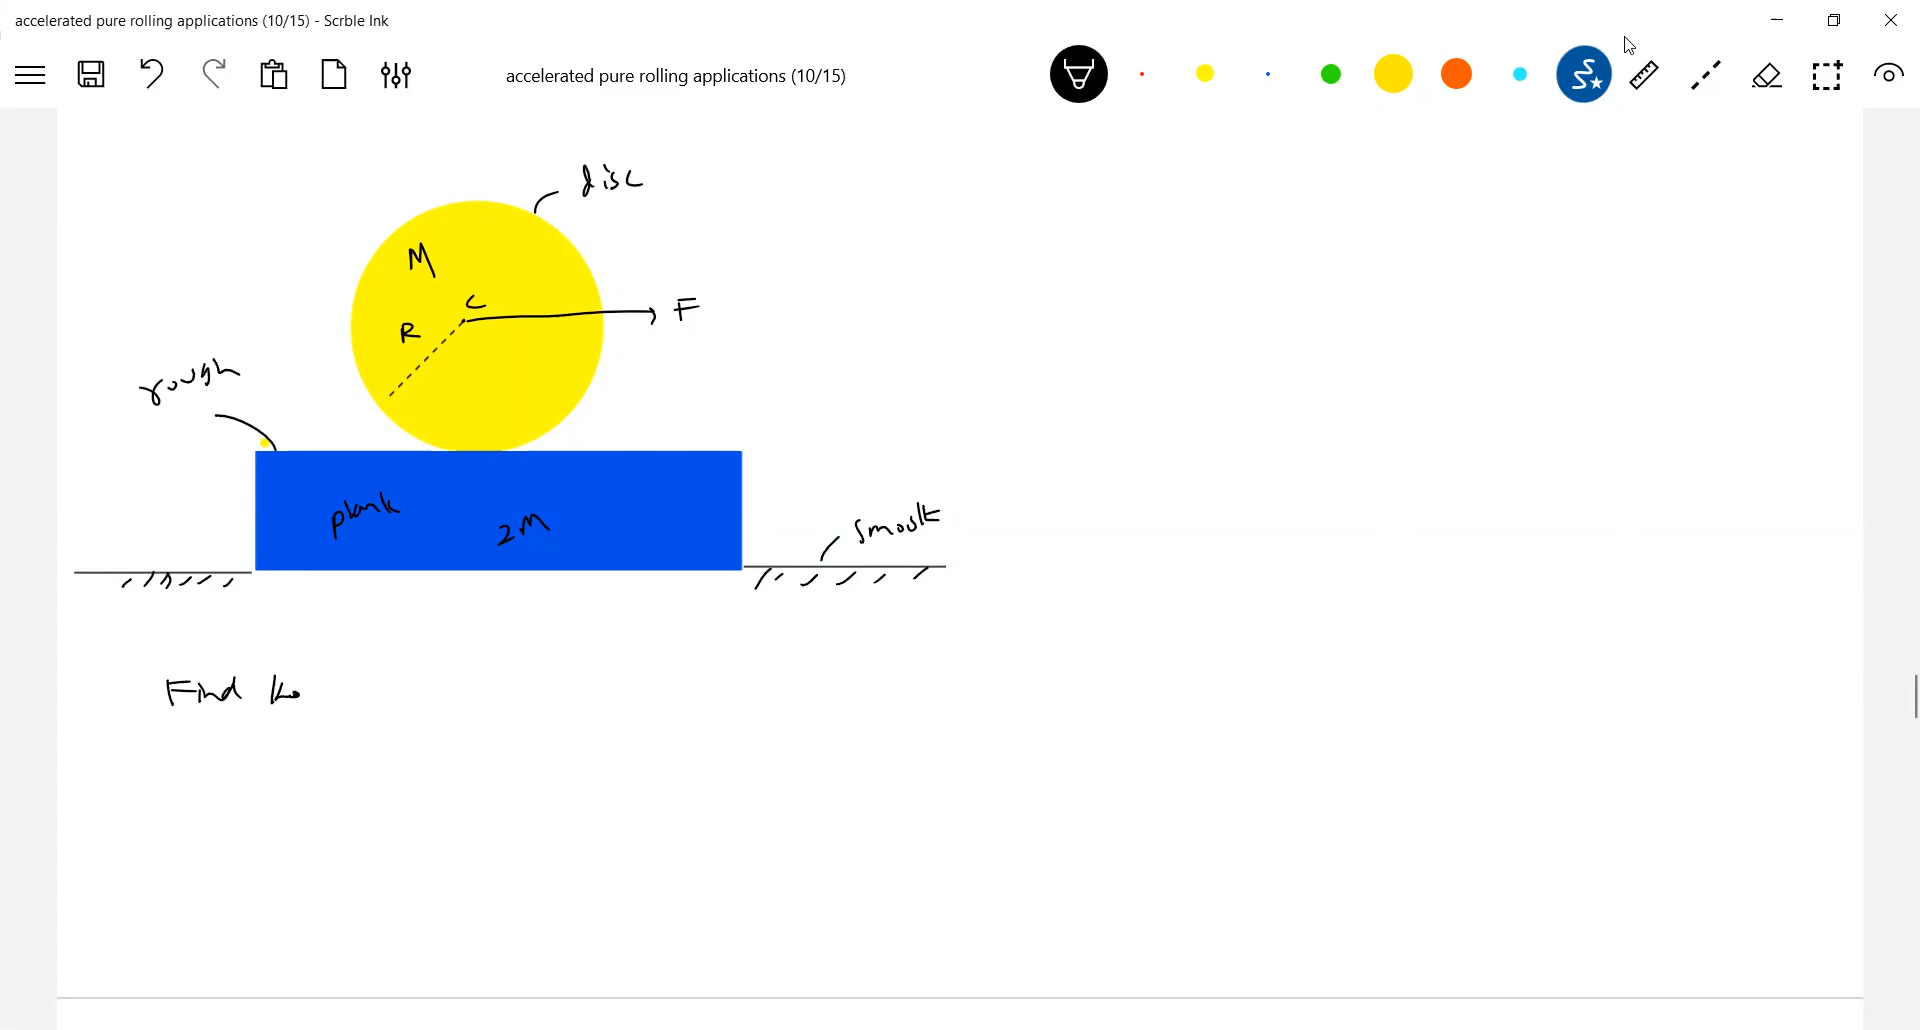 accelerated pure rolling applications (10/15) - Scrble Ink
accelerated pure rolling applications (10/15)
disc
M
C
F
R
rough
plank
2M
smooth
Find